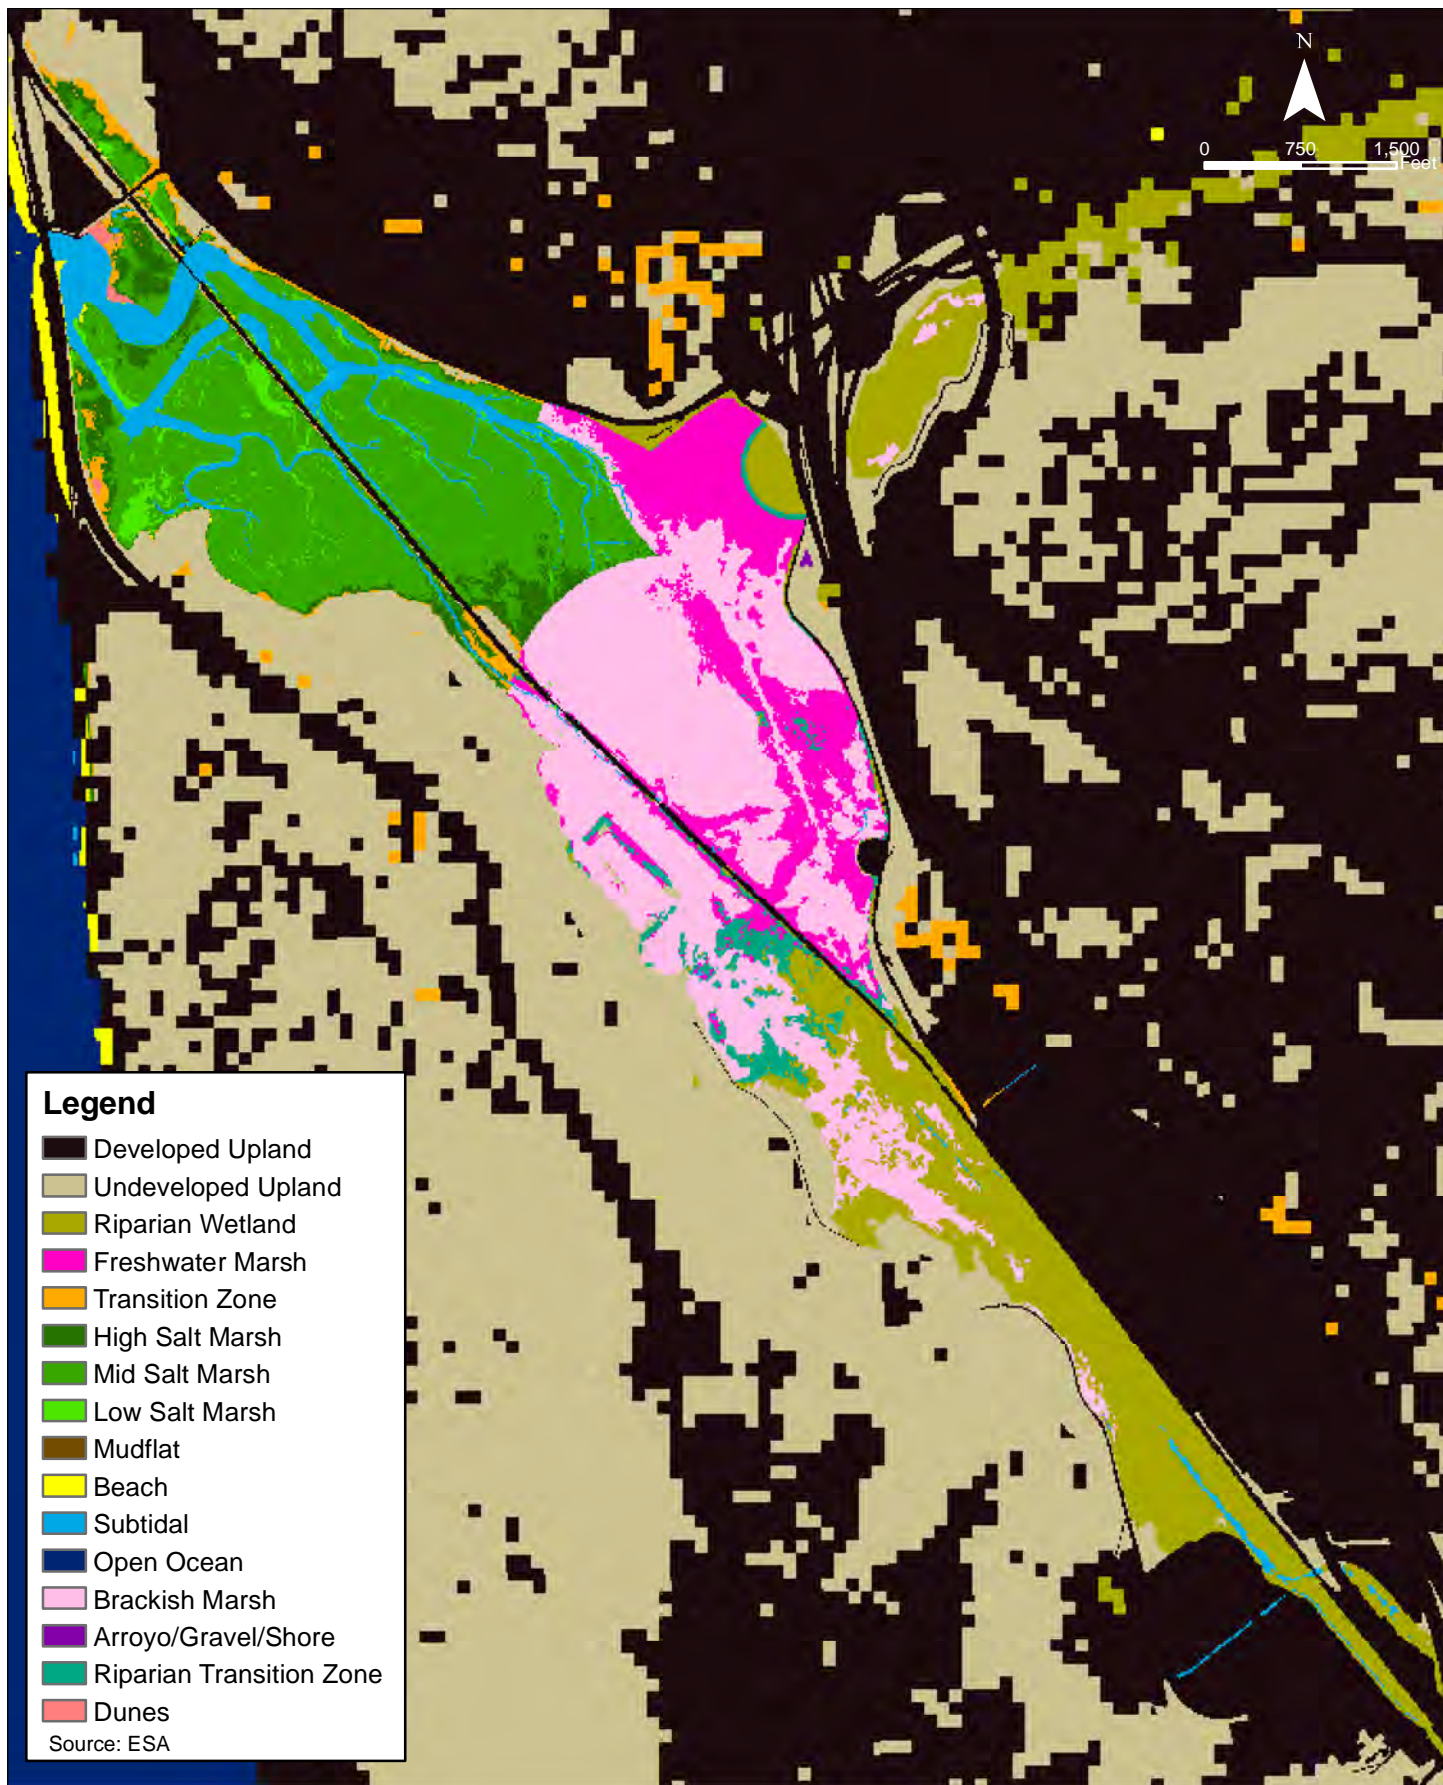 N
0 750 1,500
Feet
Legend
Developed Upland
Undeveloped Upland
Riparian Wetland
Freshwater Marsh
Transition Zone
High Salt Marsh
Mid Salt Marsh
Low Salt Marsh
Mudflat
Beach
Subtidal
Open Ocean
Brackish Marsh
Arroyo/Gravel/Shore
Riparian Transition Zone
Dunes
Source: ESA